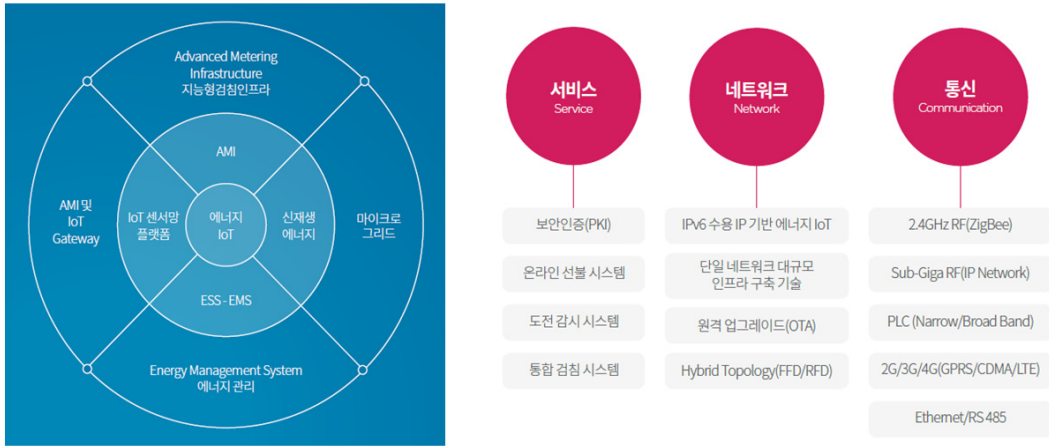 Advanced Metering
Infrastructure
지능형검침인프라
AMI
AMI 및
IoT
Gateway
IoT 센서망
플랫폼
에너지
IoT
신재생
에너지
마이크로
그리드
ESS - EMS
Energy Management System
에너지 관리
서비스
Service
보안인증(PKI)
온라인 선불 시스템
도전 감시 시스템
통합 검침 시스템
네트워크
Network
IPv6 수용 IP 기반 에너지 IoT
단일 네트워크 대규모
인프라 구축 기술
원격 업그레이드(OTA)
Hybrid Topology(FFD/RFD)
통신
Communication
2.4GHz RF(ZigBee)
Sub-Giga RF(IP Network)
PLC (Narrow/Broad Band)
2G/3G/4G(GPRS/CDMA/LTE)
Ethernet/RS 485